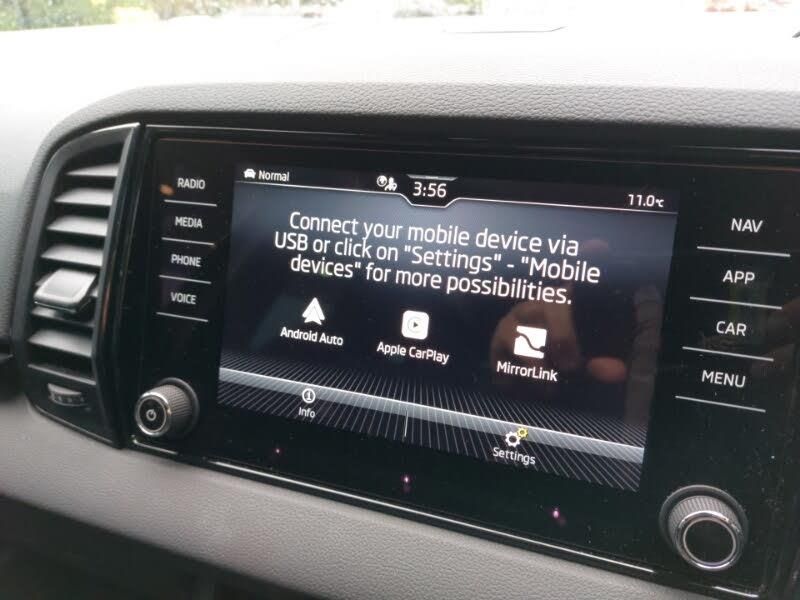 RADIO
MEDIA
PHONE
VOICE
Normal
3:56
11.0°C
Connect your mobile device via
USB or click on "Settings" - "Mobile
devices" for more possibilities.
Android Auto
Apple CarPlay
MirrorLink
Info
Settings
NAV
APP
CAR
MENU